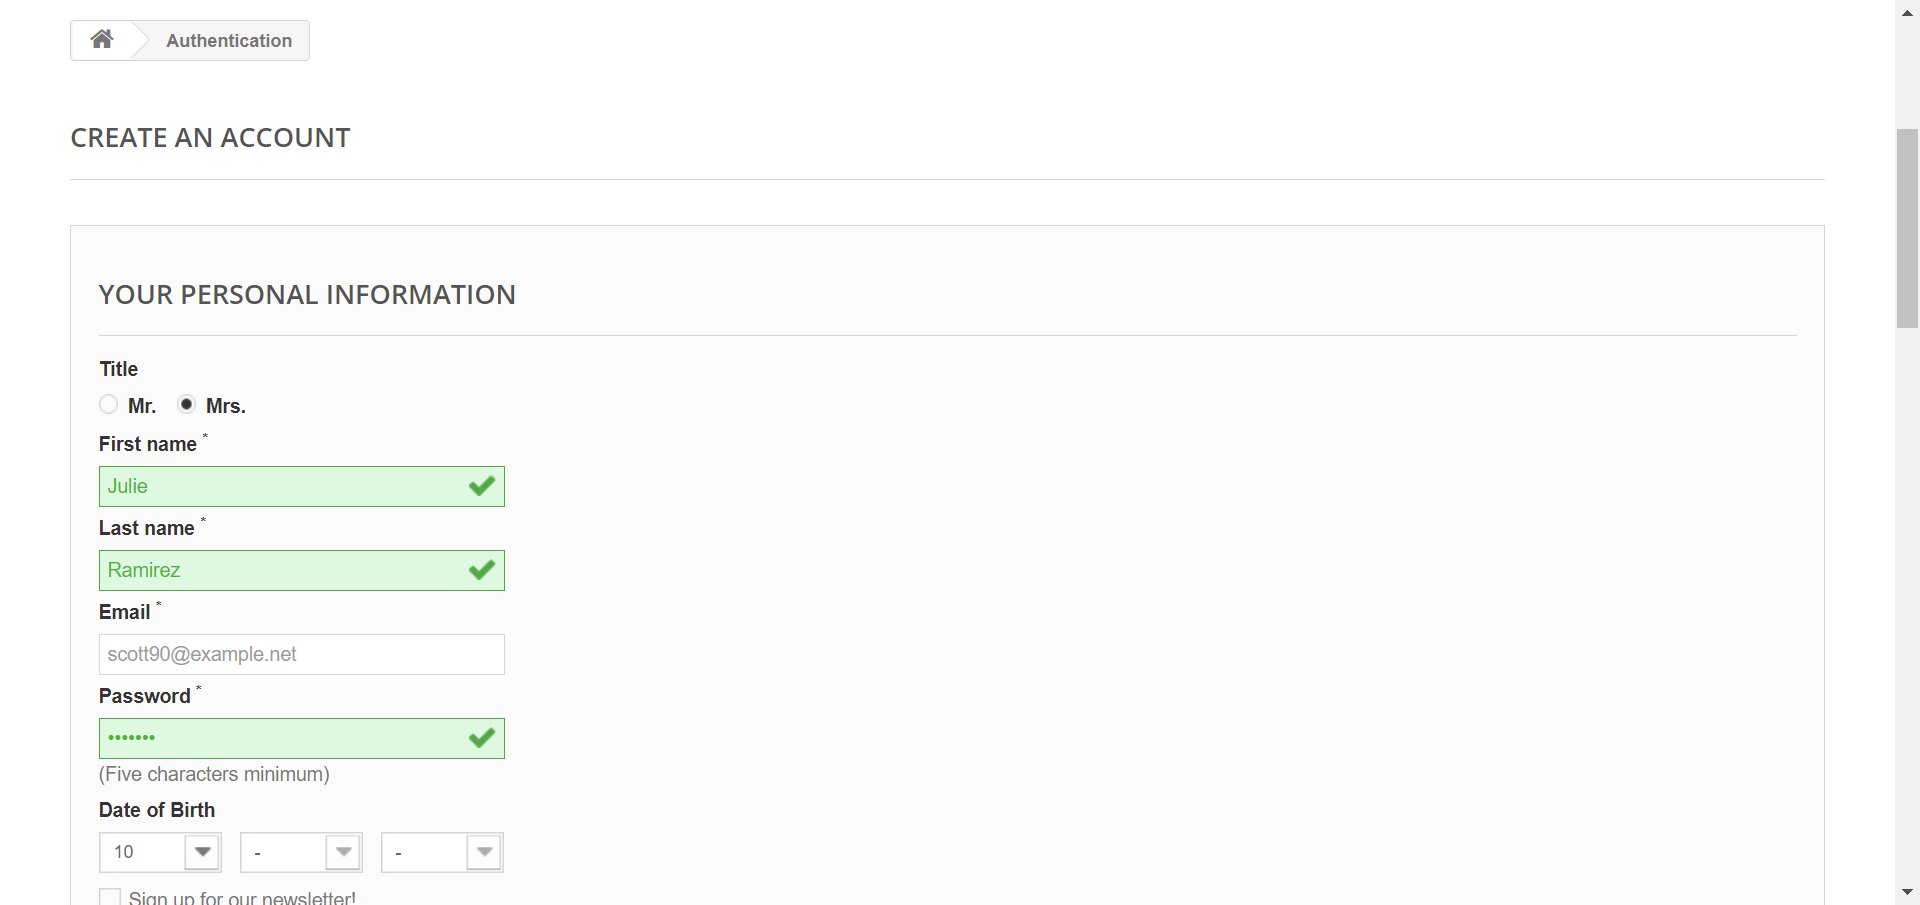 Authentication
CREATE AN ACCOUNT
YOUR PERSONAL INFORMATION
Title
Mr. Mrs.
First name *
Julie
Last name *
Ramirez
Email *
scott90@example.net
Password *
•••••••
(Five characters minimum)
Date of Birth
10 - -
Sign up for our newsletter!